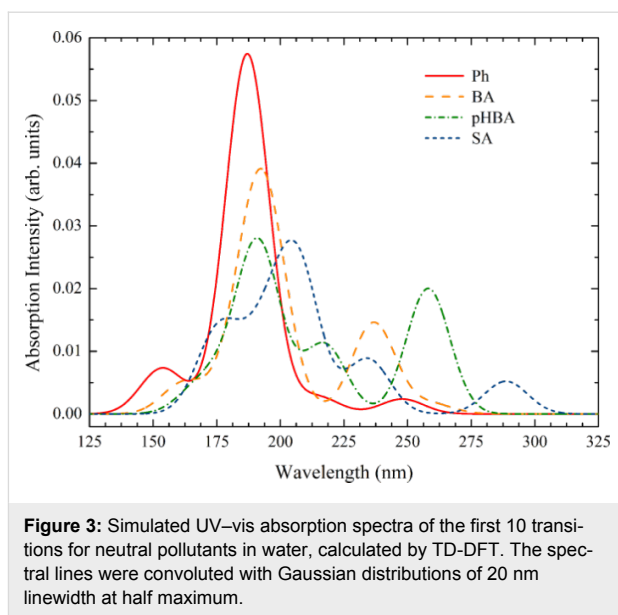 0.06
0.05
0.04
0.03
0.02
0.01
0.00
Absorption Intensity (arb. units)
Ph
BA
pHBA
SA
125 150 175 200 225 250 275 300 325
Wavelength (nm)
Figure 3: Simulated UV–vis absorption spectra of the first 10 transi-
tions for neutral pollutants in water, calculated by TD-DFT. The spec-
tral lines were convoluted with Gaussian distributions of 20 nm
linewidth at half maximum.